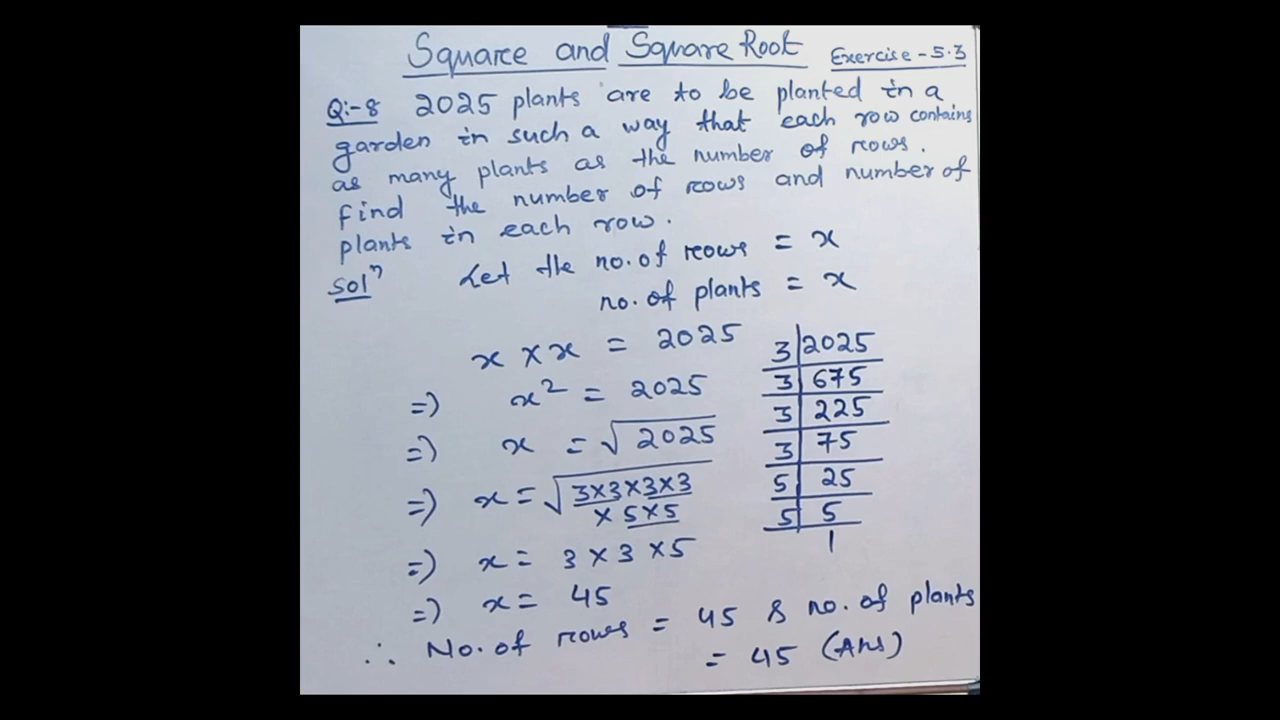 Square and Square Root Exercise - 5.3
Q:-8 2025 plants are to be planted in a
garden in such a way that each row contains
as many plants as the number of rows.
find the number of rows and number of
plants in each row.
Solⁿ Let the no. of rows = x
no. of plants = x
x × x = 2025
=) x² = 2025
=) x = √2025
=) x = √3×3×3×3
× 5×5
=) x = 3 × 3 × 5
=) x = 45
3 | 2025
3 | 675
3 | 225
3 | 75
5 | 25
5 | 5
1
∴ No. of rows = 45 & no. of plants
= 45 (Ans)